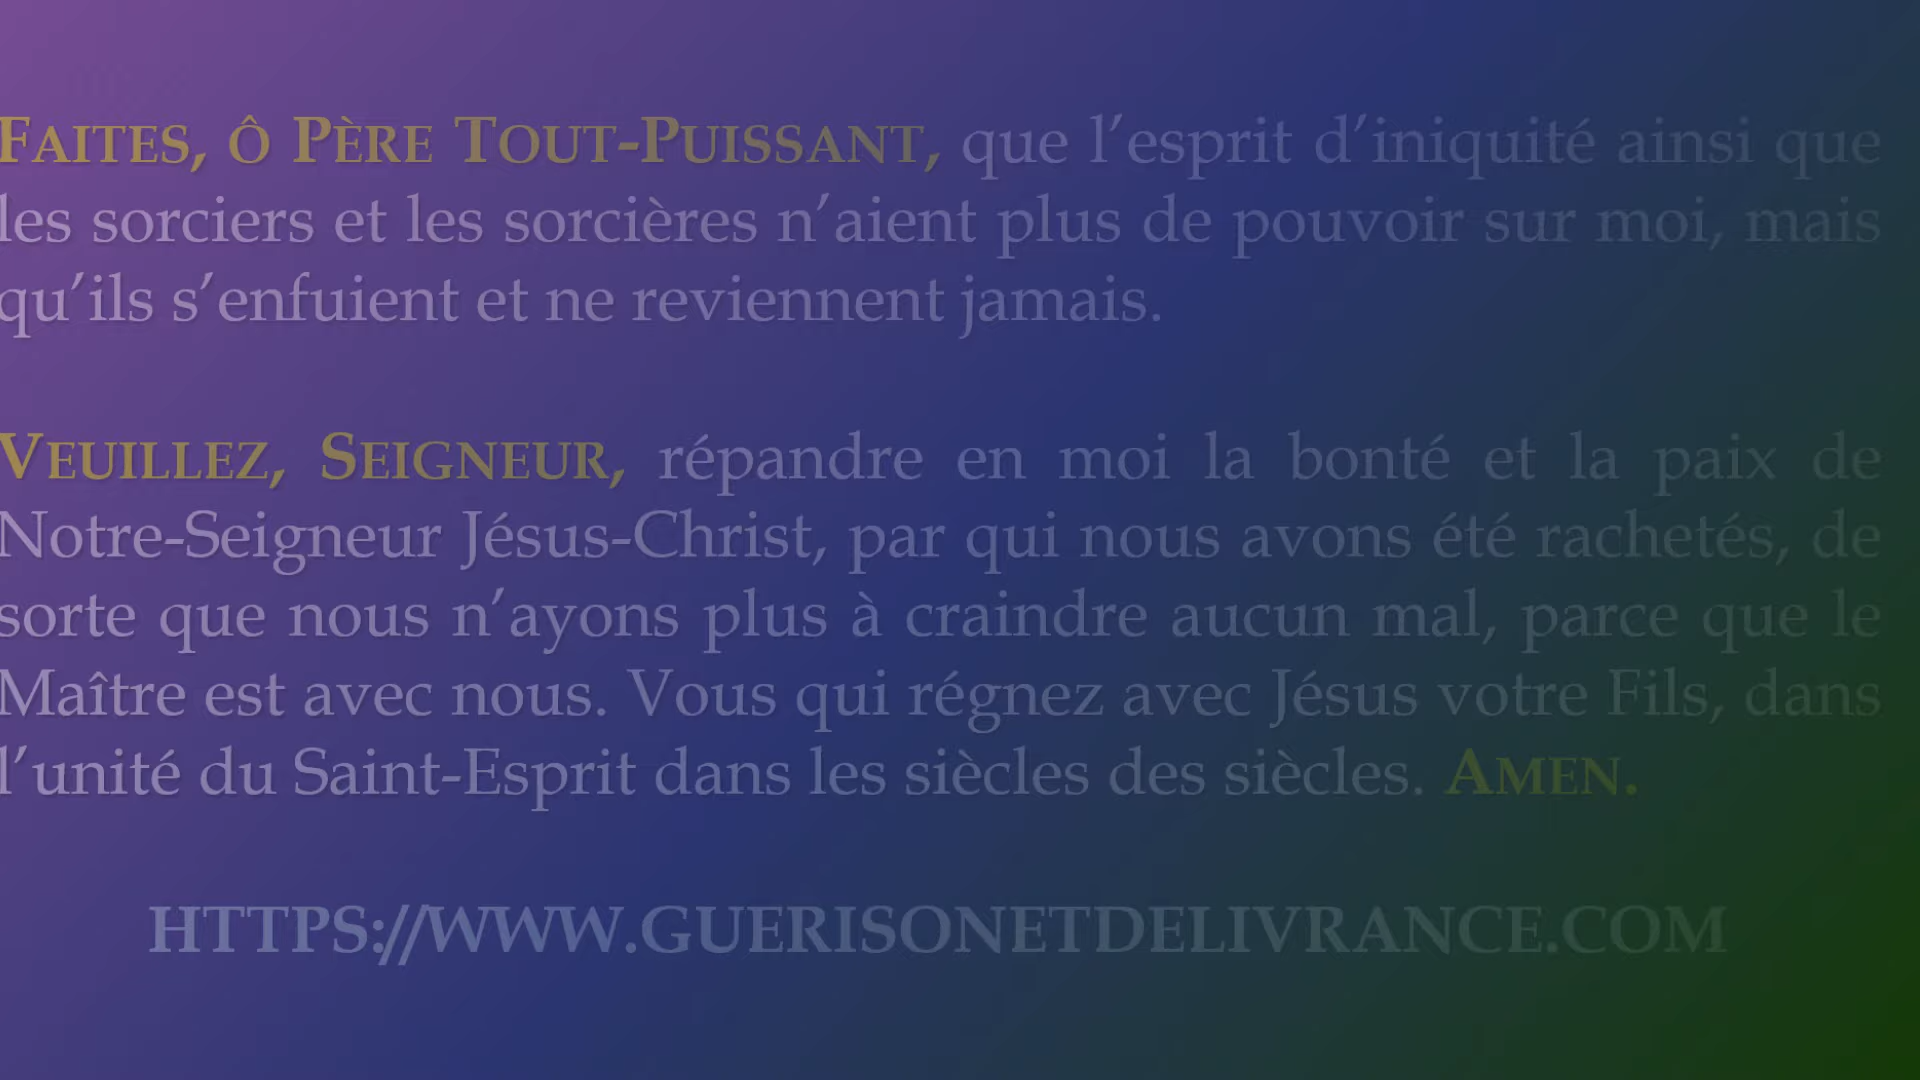 Faites, ô Père Tout-Puissant, que l’esprit d’iniquité ainsi que
les sorciers et les sorcières n’aient plus de pouvoir sur moi, mais
qu’ils s’enfuient et ne reviennent jamais.
Veuillez, Seigneur, répandre en moi la bonté et la paix de
Notre-Seigneur Jésus-Christ, par qui nous avons été rachetés, de
sorte que nous n’ayons plus à craindre aucun mal, parce que le
Maître est avec nous. Vous qui régnez avec Jésus votre Fils, dans
l’unité du Saint-Esprit dans les siècles des siècles. Amen.
HTTPS://WWW.GUERISONETDELIVRANCE.COM